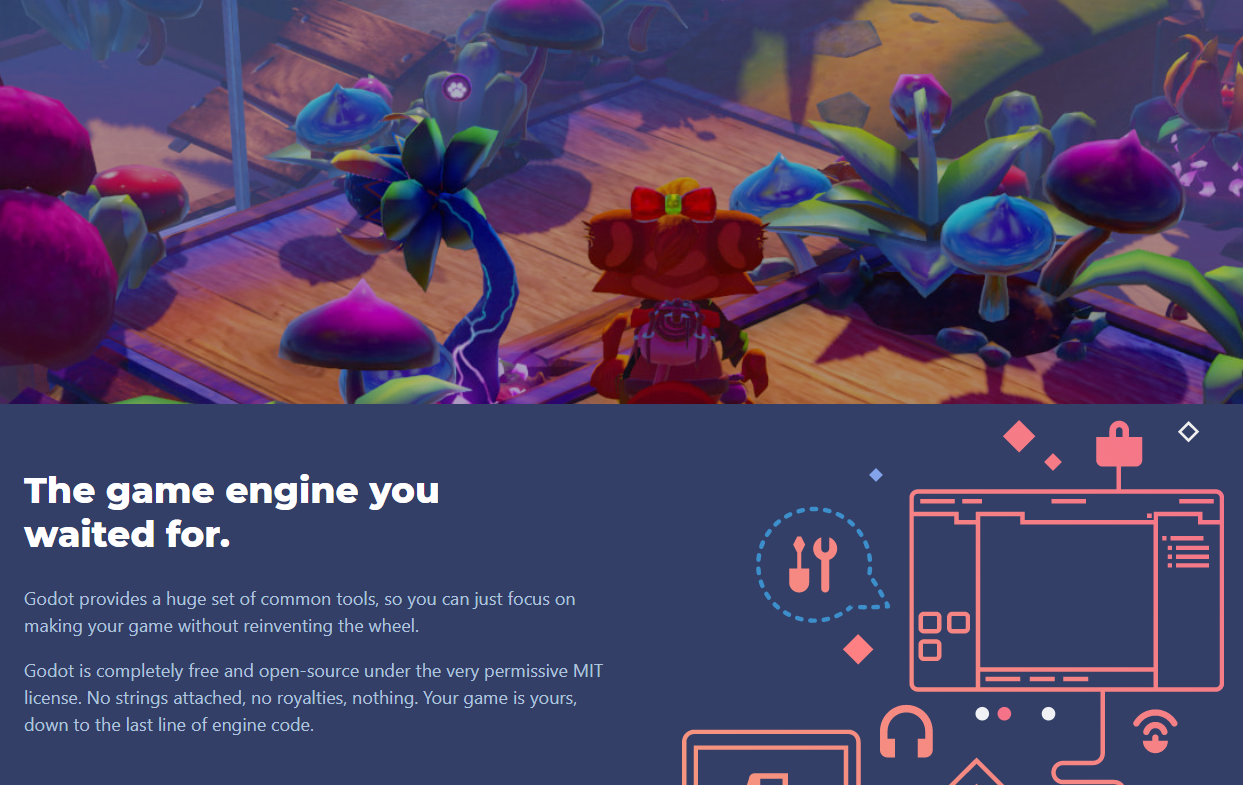 The game engine you
waited for.
Godot provides a huge set of common tools, so you can just focus on
making your game without reinventing the wheel.
Godot is completely free and open-source under the very permissive MIT
license. No strings attached, no royalties, nothing. Your game is yours,
down to the last line of engine code.